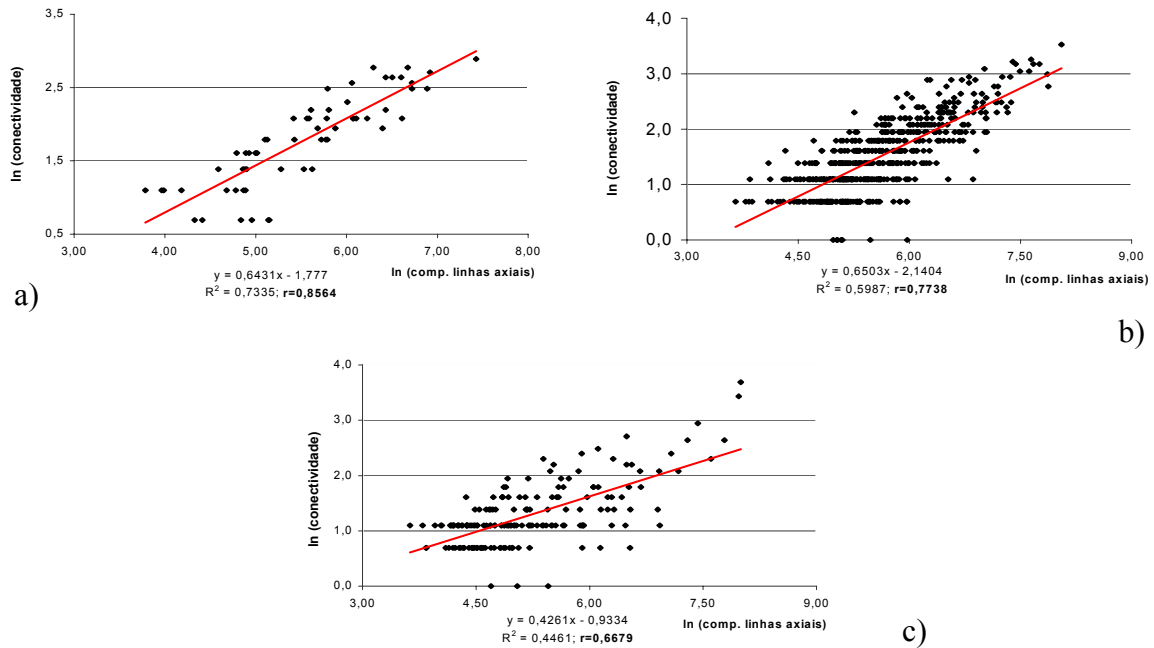 3,5
2,5
1,5
0,5
ln (conectividade)
3,00 4,00 5,00 6,00 7,00 8,00
ln (comp. linhas axiais)
y = 0,6431x - 1,777
R² = 0,7335; r=0,8564
a)
4,0
3,0
2,0
1,0
0,0
ln (conectividade)
3,00 4,50 6,00 7,50 9,00
ln (comp. linhas axiais)
y = 0,6503x - 2,1404
R² = 0,5987; r=0,7738
b)
4,0
3,0
2,0
1,0
0,0
ln (conectividade)
3,00 4,50 6,00 7,50 9,00
ln (comp. linhas axiais)
y = 0,4261x - 0,9334
R² = 0,4461; r=0,6679
c)